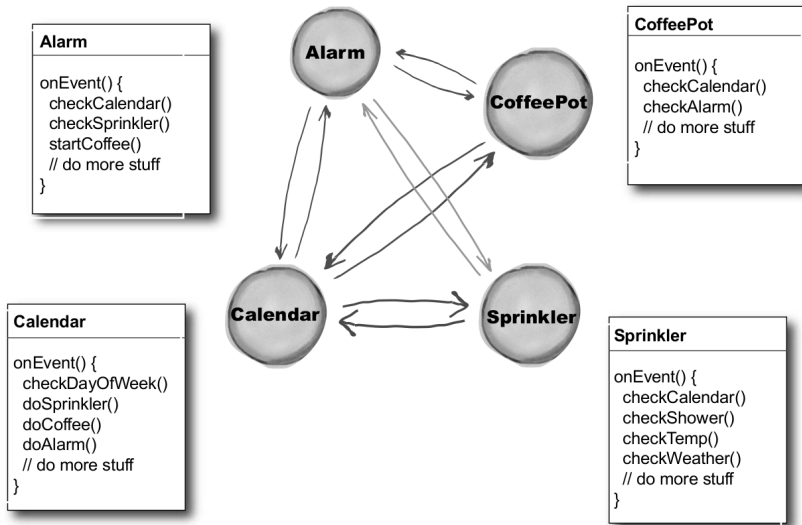 Alarm
onEvent() {
checkCalendar()
checkSprinkler()
startCoffee()
// do more stuff
}
Alarm
CoffeePot
CoffeePot
onEvent() {
checkCalendar()
checkAlarm()
// do more stuff
}
Calendar
onEvent() {
checkDayOfWeek()
doSprinkler()
doCoffee()
doAlarm()
// do more stuff
}
Calendar
Sprinkler
Sprinkler
onEvent() {
checkCalendar()
checkShower()
checkTemp()
checkWeather()
// do more stuff
}